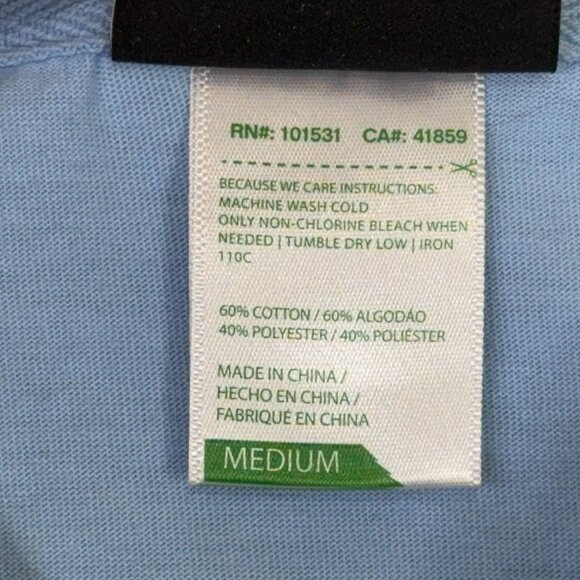 RN#: 101531 CA#: 41859
BECAUSE WE CARE INSTRUCTIONS:
MACHINE WASH COLD
ONLY NON-CHLORINE BLEACH WHEN
NEEDED | TUMBLE DRY LOW | IRON
110C
60% COTTON / 60% ALGODÃO
40% POLYESTER / 40% POLIÉSTER
MADE IN CHINA /
HECHO EN CHINA /
FABRIQUÉ EN CHINA
MEDIUM